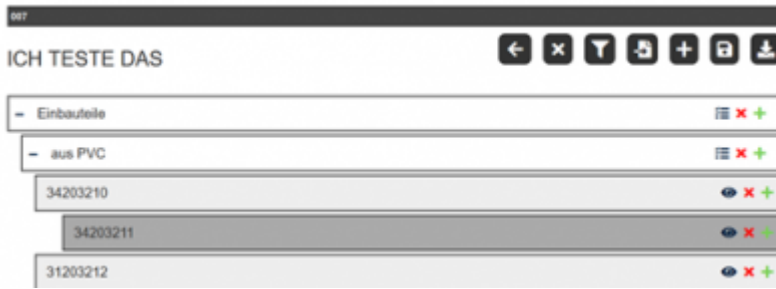 007
ICH TESTE DAS
Einbauteile
aus PVC
34203210
34203211
31203212